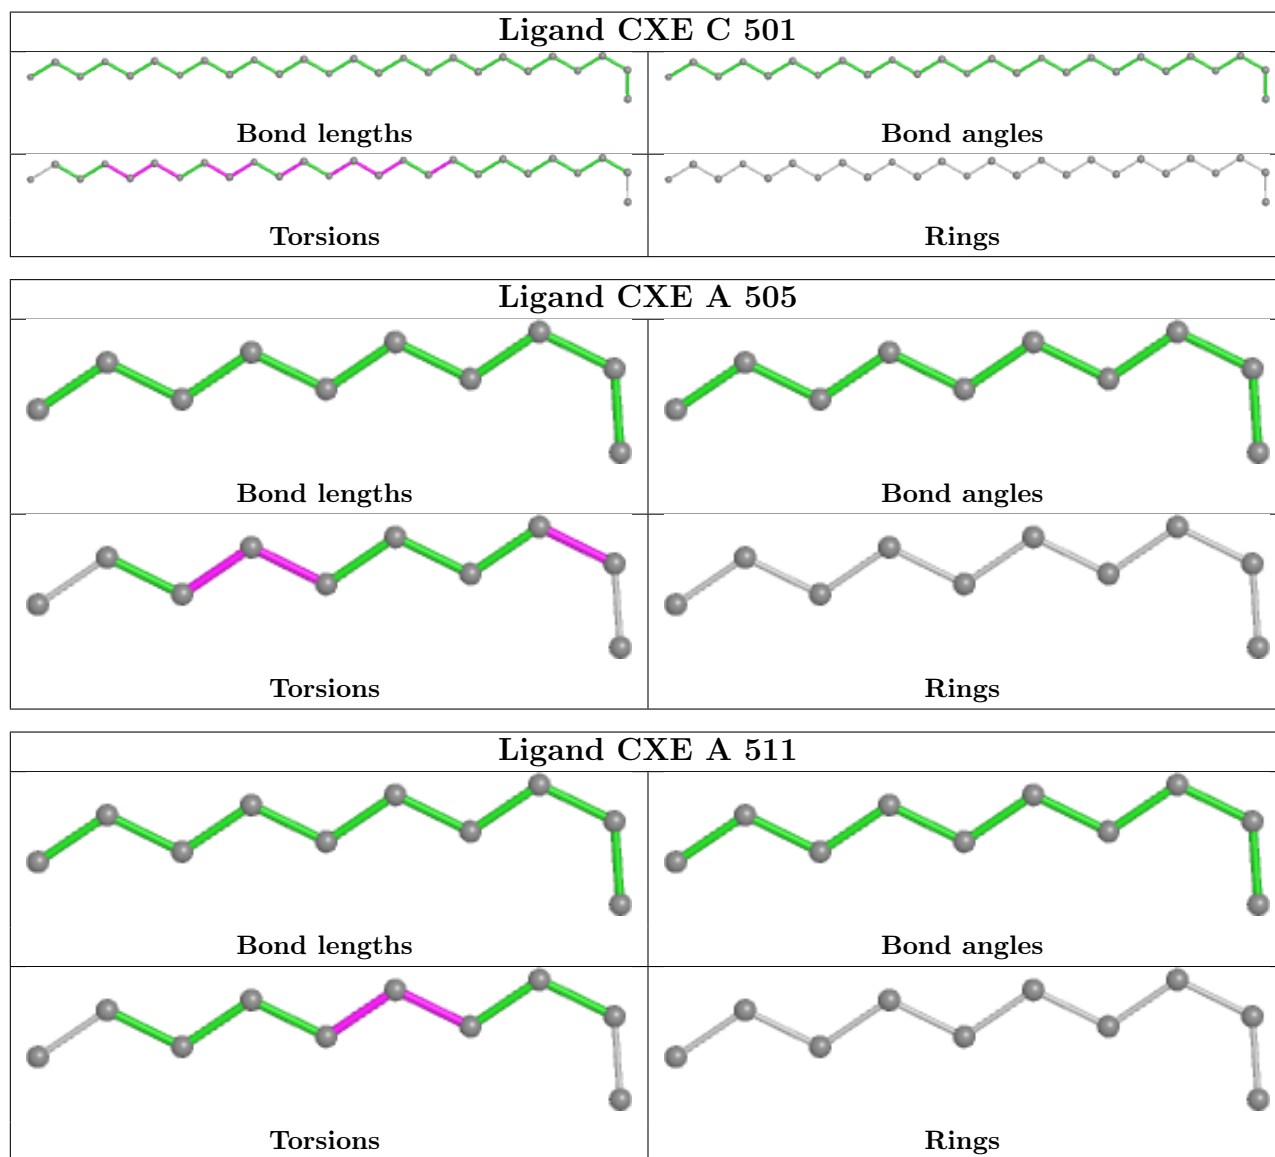 Ligand CXE C 501
Bond lengths Bond angles
Torsions Rings
Ligand CXE A 505
Bond lengths Bond angles
Torsions Rings
Ligand CXE A 511
Bond lengths Bond angles
Torsions Rings